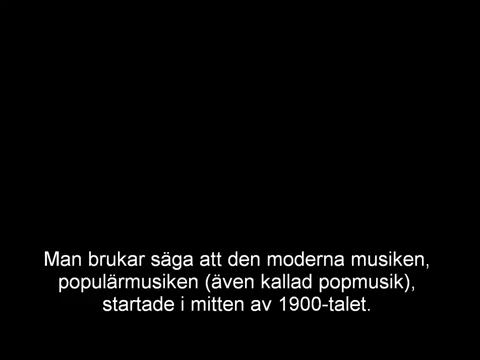 Man brukar säga att den moderna musiken,
populärmusiken (även kallad popmusik),
startade i mitten av 1900-talet.